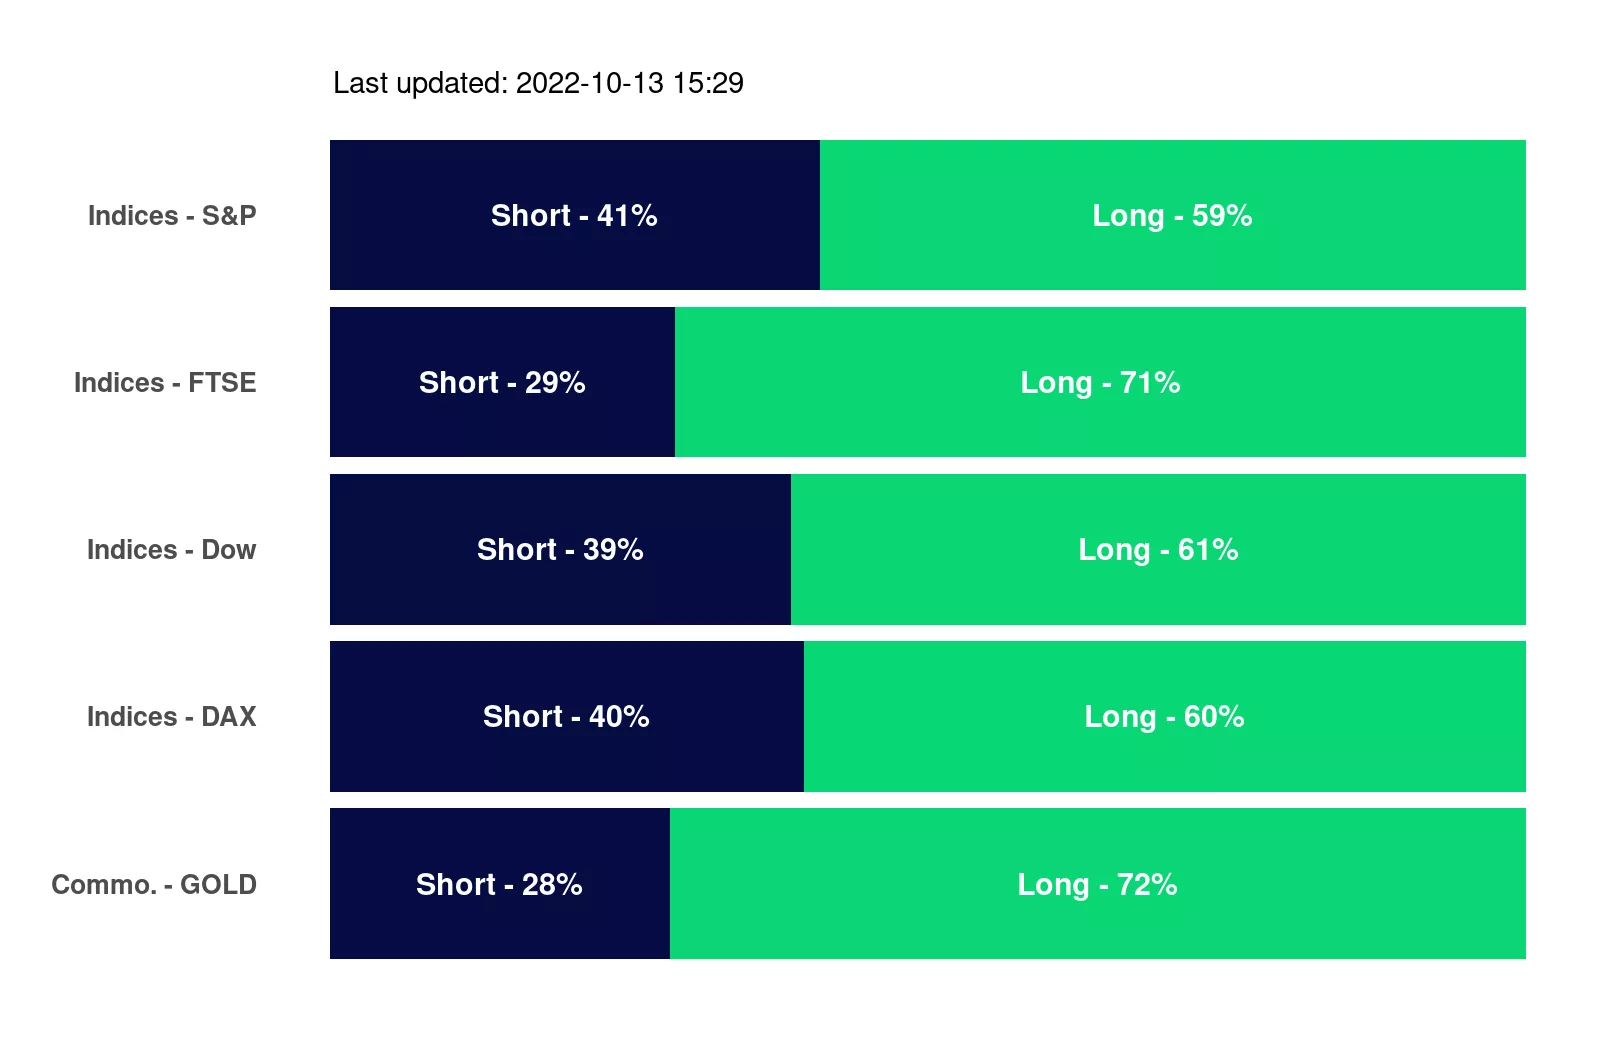 Last updated: 2022-10-13 15:29
Indices - S&P Short - 41% Long - 59%
Indices - FTSE Short - 29% Long - 71%
Indices - Dow Short - 39% Long - 61%
Indices - DAX Short - 40% Long - 60%
Commo. - GOLD Short - 28% Long - 72%